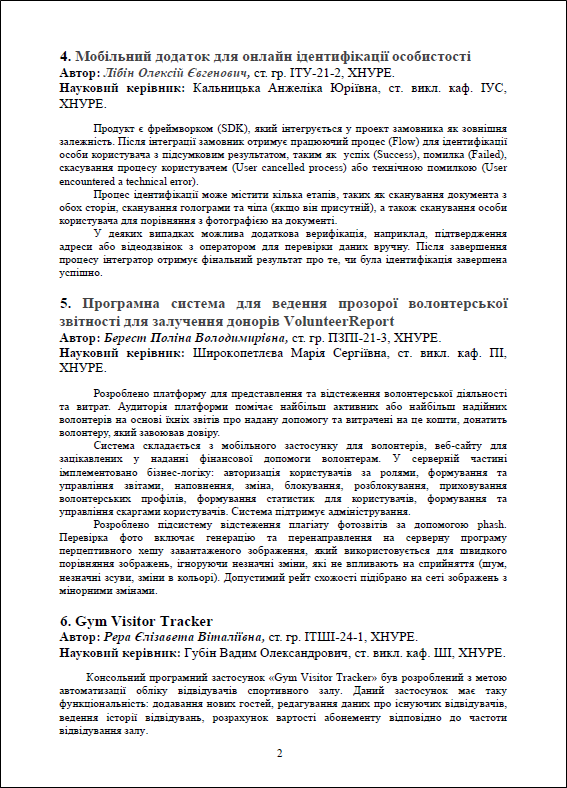 4. Мобільний додаток для онлайн ідентифікації особистості
Автор: Лібін Олексій Євгенович, ст. гр. ІТУ-21-2, ХНУРЕ.
Науковий керівник: Кальницька Анжеліка Юріївна, ст. викл. каф. ІУС,
ХНУРЕ.
Продукт є фреймворком (SDK), який інтегрується у проект замовника як зовнішня
залежність. Після інтеграції замовник отримує працюючий процес (Flow) для ідентифікації
особи користувача з підсумковим результатом, таким як успіх (Success), помилка (Failed),
скасування процесу користувачем (User cancelled process) або технічною помилкою (User
encountered a technical error).
Процес ідентифікації може містити кілька етапів, таких як сканування документа з
обох сторін, сканування голограми та чіпа (якщо він присутній), а також сканування особи
користувача для порівняння з фотографією на документі.
У деяких випадках можлива додаткова верифікація, наприклад, підтвердження
адреси або відеодзвінок з оператором для перевірки даних вручну. Після завершення
процесу інтегратор отримує фінальний результат про те, чи була ідентифікація завершена
успішно.
5. Програмна система для ведення прозорої волонтерської
звітності для залучення донорів VolunteerReport
Автор: Берест Поліна Володимирівна, ст. гр. ПЗПІ-21-3, ХНУРЕ.
Науковий керівник: Широкопетлєва Марія Сергіївна, ст. викл. каф. ПІ,
ХНУРЕ.
Розроблено платформу для представлення та відстеження волонтерської діяльності
та витрат. Аудиторія платформи помічає найбільш активних або найбільш надійних
волонтерів на основі їхніх звітів про надану допомогу та витрачені на це кошти, донатить
волонтеру, який завоював довіру.
Система складається з мобільного застосунку для волонтерів, веб-сайту для
зацікавлених у наданні фінансової допомоги волонтерам. У серверній частині
імплементовано бізнес-логіку: авторизація користувачів за ролями, формування та
управління звітами, наповнення, зміна, блокування, розблокування, приховування
волонтерських профілів, формування статистик для користувачів, формування та
управління скаргами користувачів. Система підтримує адміністрування.
Розроблено підсистему відстеження плагіату фотозвітів за допомогою phash.
Перевірка фото включає генерацію та перенаправлення на серверну програму
перцептивного хешу завантаженого зображення, який використовується для швидкого
порівняння зображень, ігноруючи незначні зміни, які не впливають на сприйняття (шум,
незначні зсуви, зміни в кольорі). Допустимий рейт схожості підібрано на сеті зображень з
мінорними змінами.
6. Gym Visitor Tracker
Автор: Рера Єлізавета Віталіївна, ст. гр. ІТШІ-24-1, ХНУРЕ.
Науковий керівник: Губін Вадим Олександрович, ст. викл. каф. ШІ, ХНУРЕ.
Консольний програмний застосунок «Gym Visitor Tracker» був розроблений з метою
автоматизації обліку відвідувачів спортивного залу. Даний застосунок має таку
функціональність: додавання нових гостей, редагування даних про існуючих відвідувачів,
ведення історії відвідувань, розрахунок вартості абонементу відповідно до частоти
відвідування залу.
2